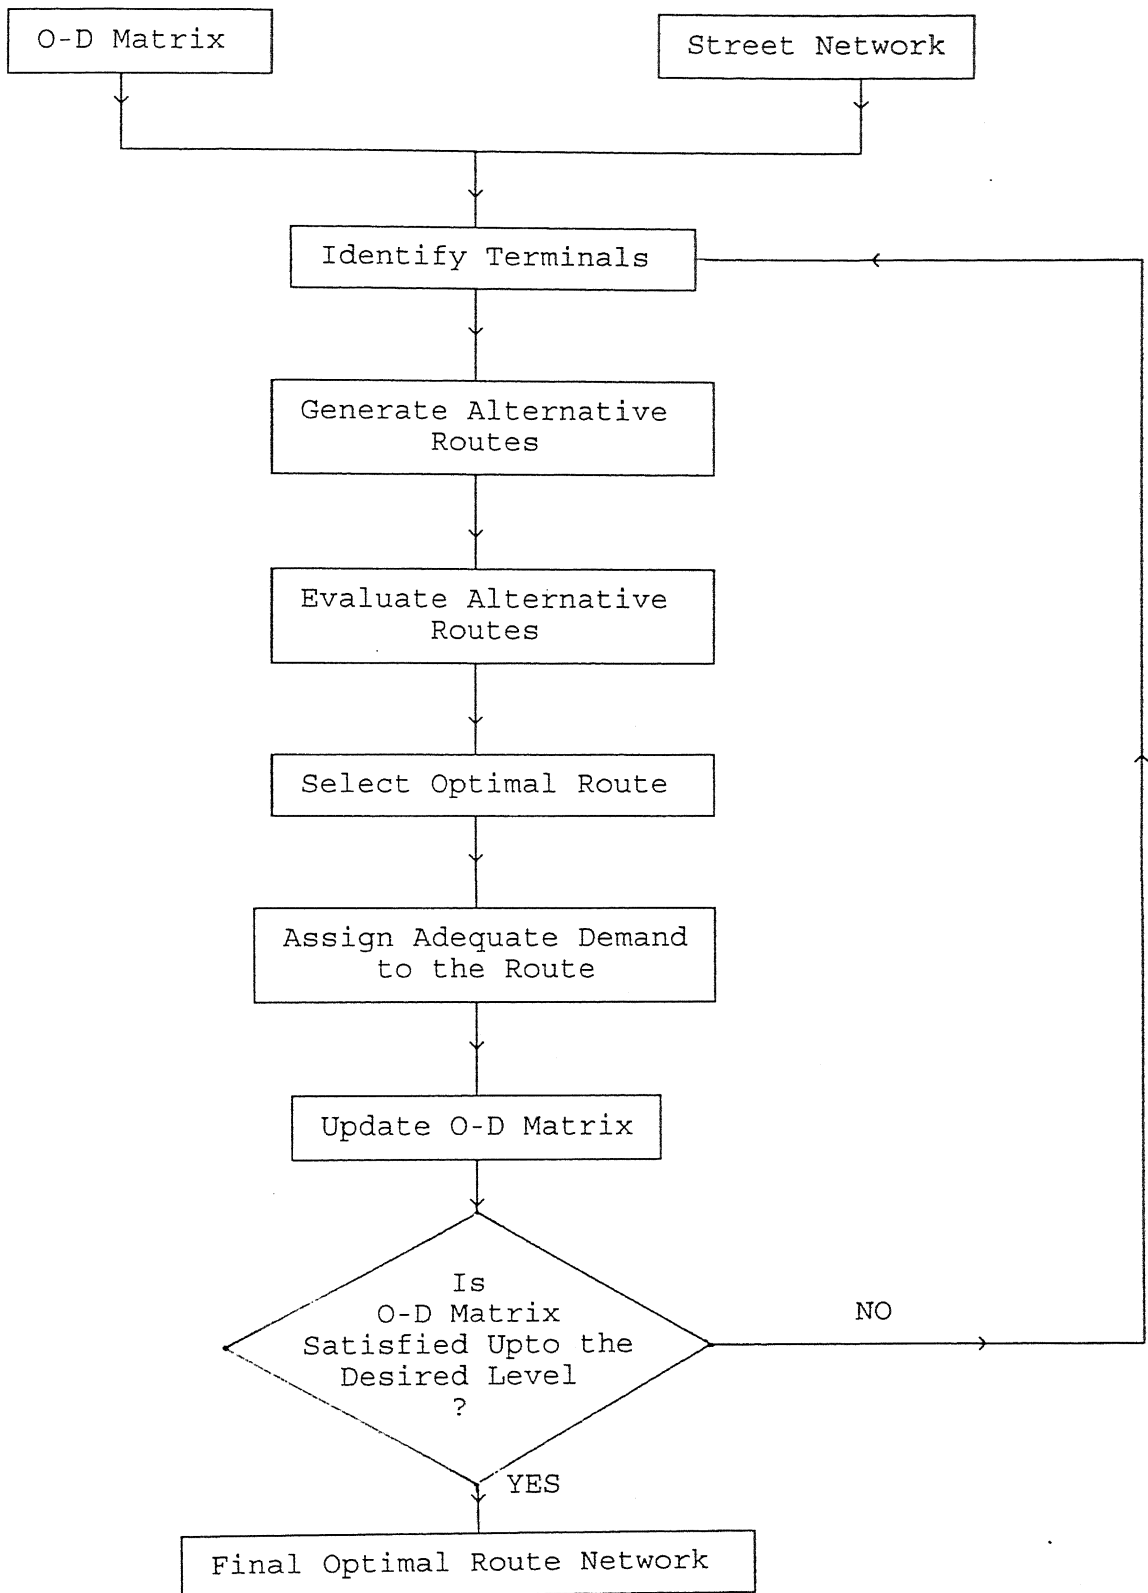 O-D Matrix
Street Network
Identify Terminals
Generate Alternative
Routes
Evaluate Alternative
Routes
Select Optimal Route
Assign Adequate Demand
to the Route
Update O-D Matrix
Is
O-D Matrix
Satisfied Upto the
Desired Level
?
NO
YES
Final Optimal Route Network